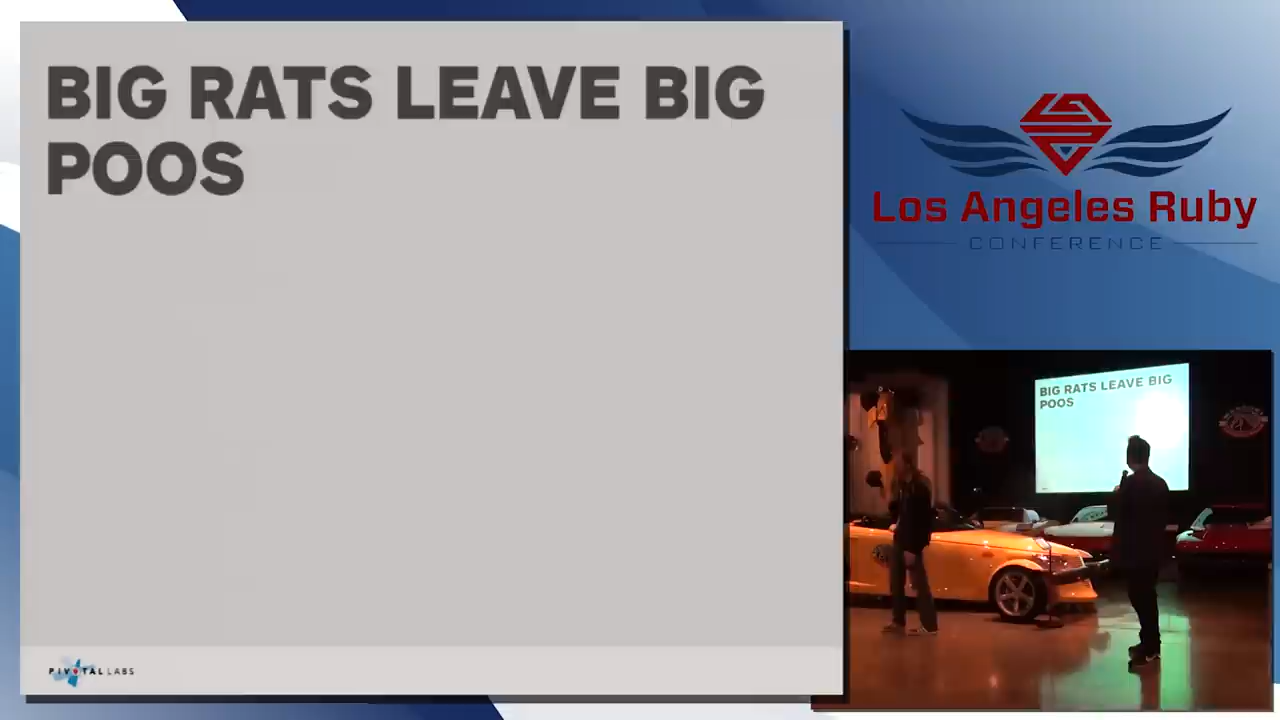 BIG RATS LEAVE BIG
POOS
Los Angeles Ruby
CONFERENCE
BIG RATS LEAVE BIG
POOS
PIVOTAL LABS